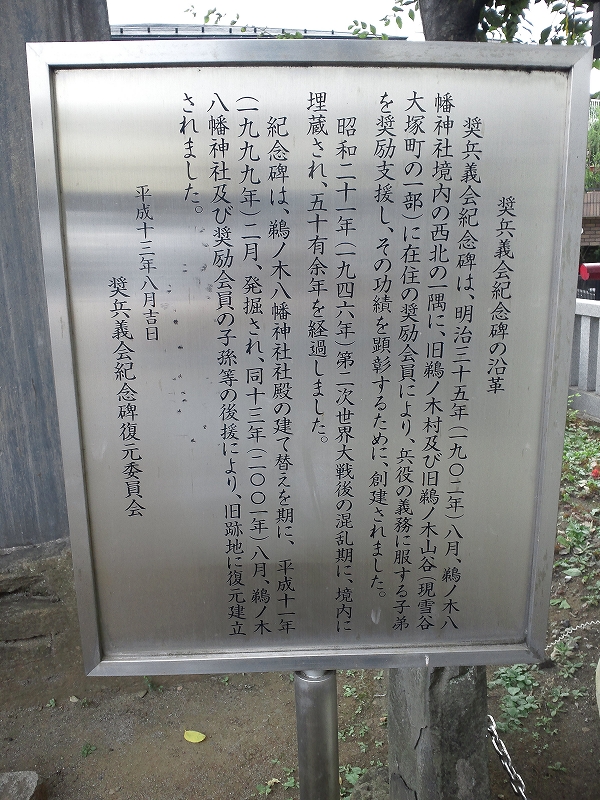 奨兵義会紀念碑の沿革
奨兵義会紀念碑は、明治三十五年(一九〇二年)八月、鵜ノ木八
幡神社境内の西北の一隅に、旧鵜ノ木村及び旧鵜ノ木山谷(現雪谷
大塚町の一部)に在住の奨励会員により、兵役の義務に服する子弟
を奨励支援し、その功績を顕彰するために、創建されました。
昭和二十一年(一九四六年)第二次世界大戦後の混乱期に、境内に
埋蔵され、五十有余年を経過しました。
紀念碑は、鵜ノ木八幡神社社殿の建て替えを期に、平成十一年
(一九九九年)二月、発掘され、同十三年(二〇〇一年)八月、鵜ノ木
八幡神社及び奨励会員の子孫等の後援により、旧跡地に復元建立
されました。
平成十三年八月吉日
奨兵義会紀念碑復元委員会